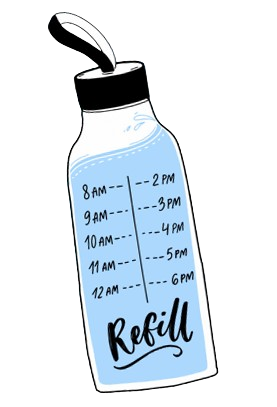 8 AM -- -- 2 PM
9 AM --- --- 3 PM
10 AM --- --- 4 PM
11 AM --- --- 5 PM
12 AM --- --- 6 PM
Refill